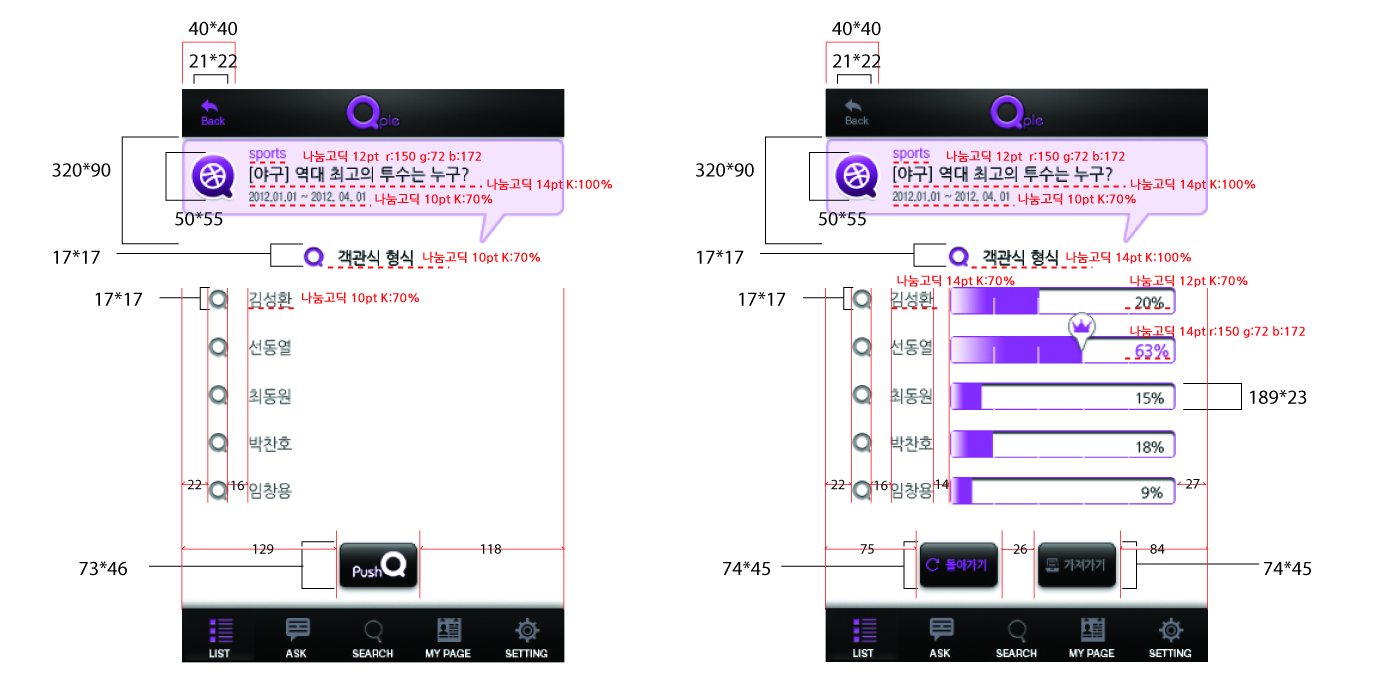 40*40
21*22
Back
Qple
320*90
sports 나눔고딕 12pt r:150 g:72 b:172
[야구] 역대 최고의 투수는 누구? 나눔고딕 14pt K:100%
2012.01.01 ~ 2012. 04. 01 나눔고딕 10pt K:70%
50*55
17*17
객관식 형식 나눔고딕 10pt K:70%
17*17
김성환 나눔고딕 10pt K:70%
선동열
최동원
박찬호
22
16
임창용
129
118
73*46
Push Q
LIST
ASK
SEARCH
MY PAGE
SETTING
40*40
21*22
Back
Qple
320*90
sports 나눔고딕 12pt r:150 g:72 b:172
[야구] 역대 최고의 투수는 누구? 나눔고딕 14pt K:100%
2012.01.01 ~ 2012. 04. 01 나눔고딕 10pt K:70%
50*55
17*17
객관식 형식 나눔고딕 14pt K:100%
나눔고딕 14pt K:70% 나눔고딕 12pt K:70%
17*17
김성환 20%
나눔고딕 14pt r:150 g:72 b:172
선동열 63%
최동원 15%
189*23
박찬호 18%
22
16
임창용
14
9%
27
75
26
84
74*45
돌아가기
가져가기
74*45
LIST
ASK
SEARCH
MY PAGE
SETTING